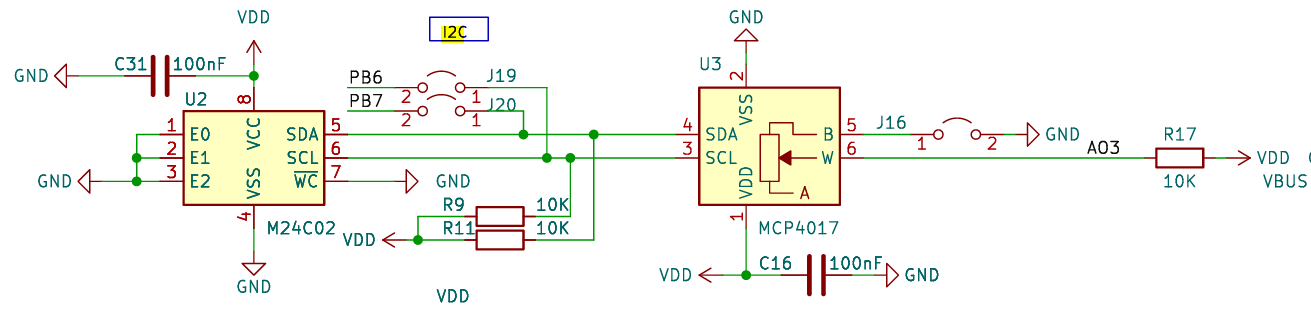 VDD
I2C
GND
C31
100nF
GND
U3
PB6
J19
2
1
PB7
J20
2
1
U2
8
2
VSS
1
E0
VCC
SDA
5
4
SDA
B
5
J16
1
2
GND
R17
2
E1
SCL
6
3
SCL
W
6
AO3
VDD
10K
VBUS
3
E2
VSS
WC
7
GND
GND
VDD
A
4
M24C02
R9
10K
1
MCP4017
VDD
R11
10K
GND
VDD
C16
100nF
GND
VDD